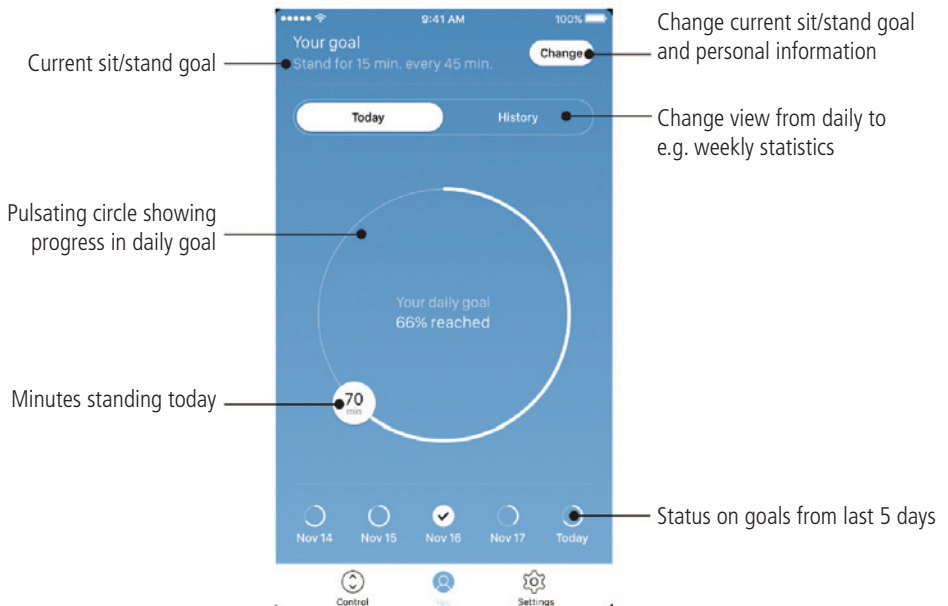 9:41 AM
100%
Your goal
Stand for 15 min. every 45 min.
Change
Current sit/stand goal
Change current sit/stand goal
and personal information
Today
History
Change view from daily to
e.g. weekly statistics
Pulsating circle showing
progress in daily goal
Your daily goal
66% reached
Minutes standing today
70
min
Nov 14
Nov 15
Nov 16
Nov 17
Today
Status on goals from last 5 days
Control
You
Settings